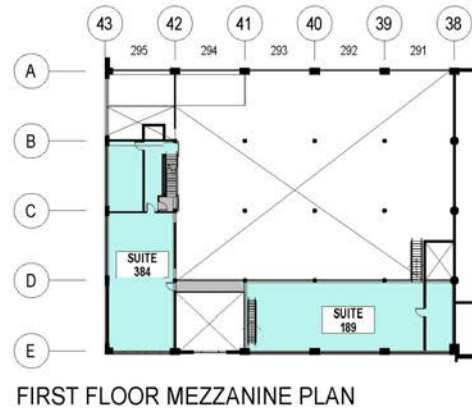 43 42 41 40 39 38
295 294 293 292 291
A
B
C
SUITE
384
D
SUITE
189
E
FIRST FLOOR MEZZANINE PLAN